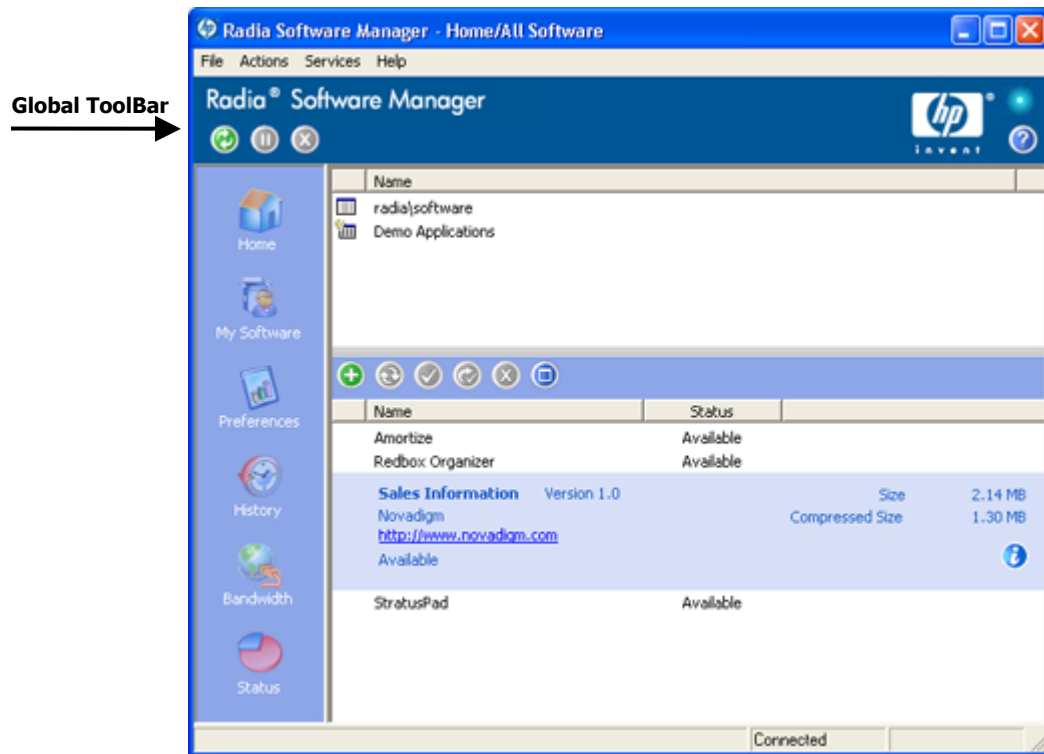 Radia Software Manager - Home/All Software
File Actions Services Help
Global ToolBar
Radia® Software Manager
hp
®
invent
?
Name
radia\software
Demo Applications
Home
My Software
Preferences
History
Bandwidth
Status
Name Status
Amortize Available
Redbox Organizer Available
Sales Information Version 1.0 Size 2.14 MB
Novadigm Compressed Size 1.30 MB
http://www.novadigm.com
Available
i
StratusPad Available
Connected